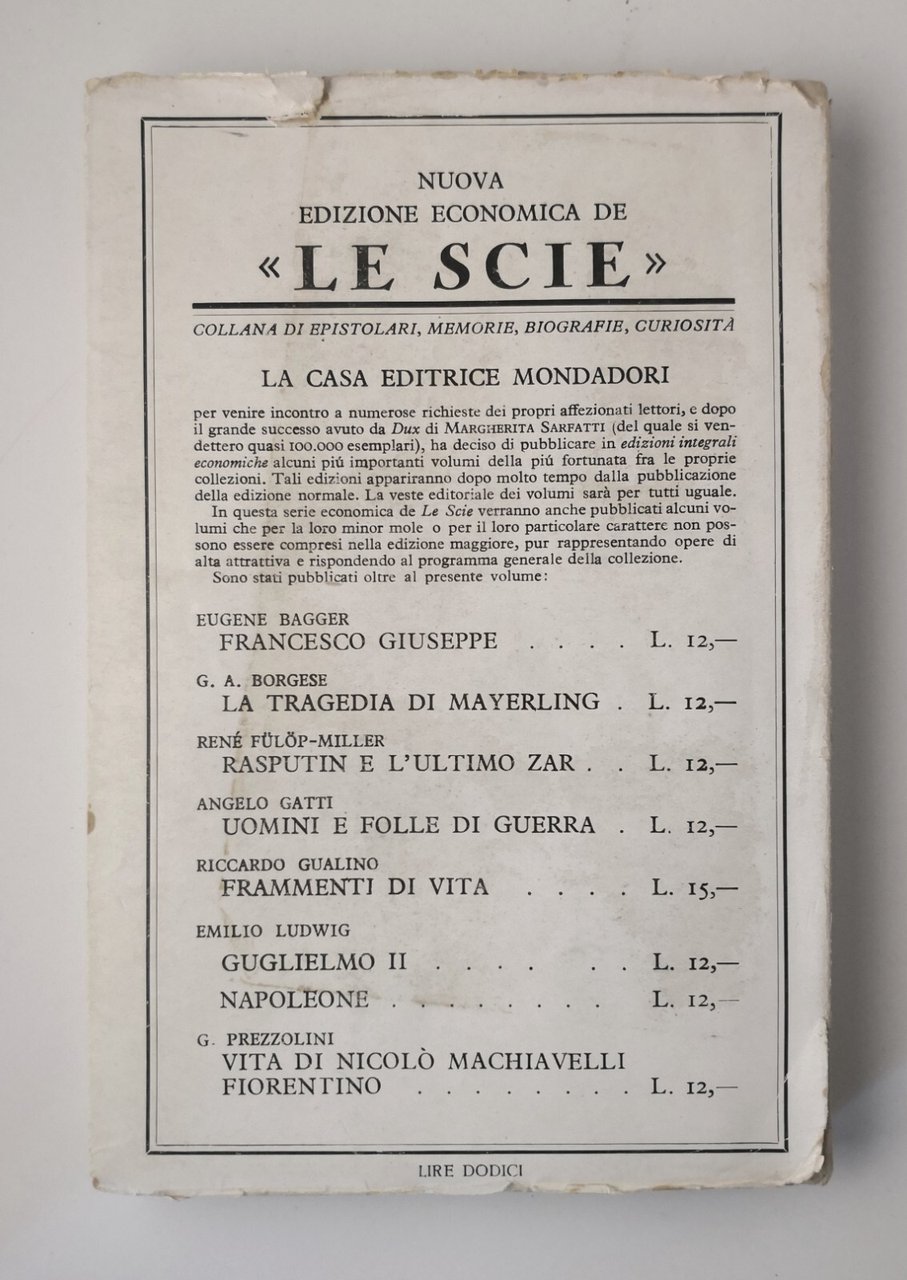 NUOVA
EDIZIONE ECONOMICA DE
« LE SCIE »
COLLANA DI EPISTOLARI, MEMORIE, BIOGRAFIE, CURIOSITÀ
LA CASA EDITRICE MONDADORI
per venire incontro a numerose richieste dei propri affezionati lettori, e dopo
il grande successo avuto da Dux di MARGHERITA SARFATTI (del quale si ven-
dettero quasi 100.000 esemplari), ha deciso di pubblicare in edizioni integrali
economiche alcuni piú importanti volumi della piú fortunata fra le proprie
collezioni. Tali edizioni appariranno dopo molto tempo dalla pubblicazione
della edizione normale. La veste editoriale dei volumi sarà per tutti uguale.
In questa serie economica de Le Scie verranno anche pubblicati alcuni vo-
lumi che per la loro minor mole o per il loro particolare carattere non pos-
sono essere compresi nella edizione maggiore, pur rappresentando opere di
alta attrattiva e rispondendo al programma generale della collezione.
Sono stati pubblicati oltre al presente volume:
EUGENE BAGGER
FRANCESCO GIUSEPPE . . . . L. 12,—
G. A. BORGESE
LA TRAGEDIA DI MAYERLING . L. 12,—
RENÉ FÜLÖP-MILLER
RASPUTIN E L'ULTIMO ZAR . . L. 12,—
ANGELO GATTI
UOMINI E FOLLE DI GUERRA . L. 12,—
RICCARDO GUALINO
FRAMMENTI DI VITA . . . . L. 15,—
EMILIO LUDWIG
GUGLIELMO II . . . . . . L. 12,—
NAPOLEONE . . . . . . . . L. 12,—
G. PREZZOLINI
VITA DI NICOLÒ MACHIAVELLI
FIORENTINO . . . . . . . . L. 12,—
LIRE DODICI